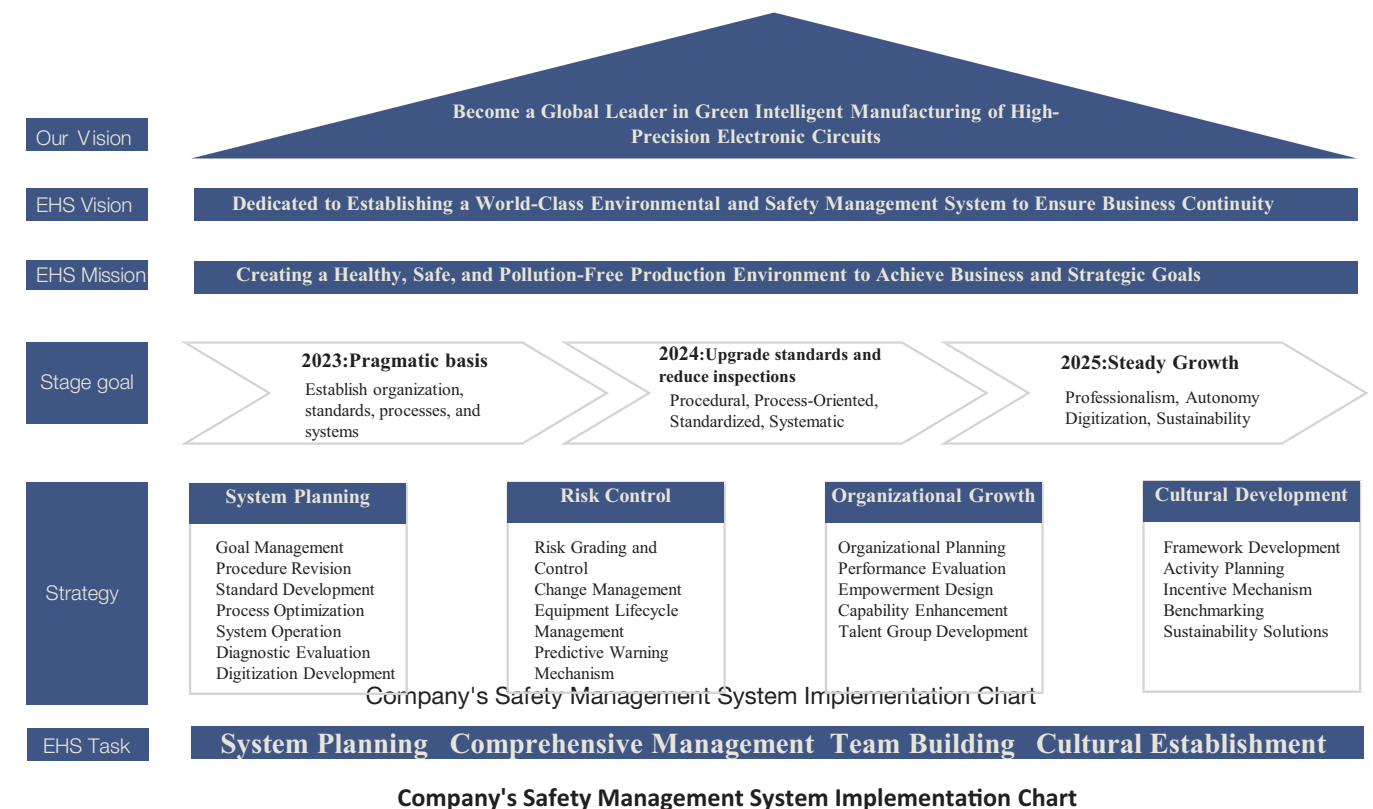 Become a Global Leader in Green Intelligent Manufacturing of High-
Precision Electronic Circuits
Our Vision
EHS Vision
Dedicated to Establishing a World-Class Environmental and Safety Management System to Ensure Business Continuity
EHS Mission
Creating a Healthy, Safe, and Pollution-Free Production Environment to Achieve Business and Strategic Goals
Stage goal
2023:Pragmatic basis
Establish organization,
standards, processes, and
systems
2024:Upgrade standards and
reduce inspections
Procedural, Process-Oriented,
Standardized, Systematic
2025:Steady Growth
Professionalism, Autonomy
Digitization, Sustainability
Strategy
System Planning
Goal Management
Procedure Revision
Standard Development
Process Optimization
System Operation
Diagnostic Evaluation
Digitization Development
Risk Control
Risk Grading and
Control
Change Management
Equipment Lifecycle
Management
Predictive Warning
Mechanism
Organizational Growth
Organizational Planning
Performance Evaluation
Empowerment Design
Capability Enhancement
Talent Group Development
Cultural Development
Framework Development
Activity Planning
Incentive Mechanism
Benchmarking
Sustainability Solutions
Company's Safety Management System Implementation Chart
EHS Task
System Planning Comprehensive Management Team Building Cultural Establishment
Company's Safety Management System Implementation Chart